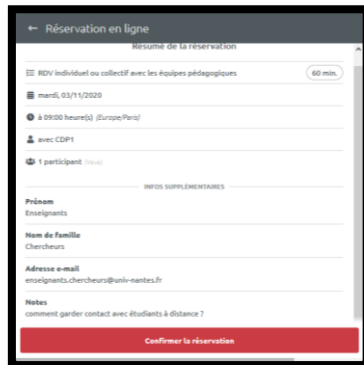 ← Réservation en ligne
Résumé de la réservation
RDV individuel ou collectif avec les équipes pédagogiques 60 min.
mardi, 03/11/2020
à 09:00 heure(s) (Europe/Paris)
avec CDP1
1 participant (Vous)
INFOS SUPPLÉMENTAIRES
Prénom
Enseignants
Nom de famille
Chercheurs
Adresse e-mail
enseignants.chercheurs@univ-nantes.fr
Notes
comment garder contact avec étudiants à distance ?
Confirmer la réservation